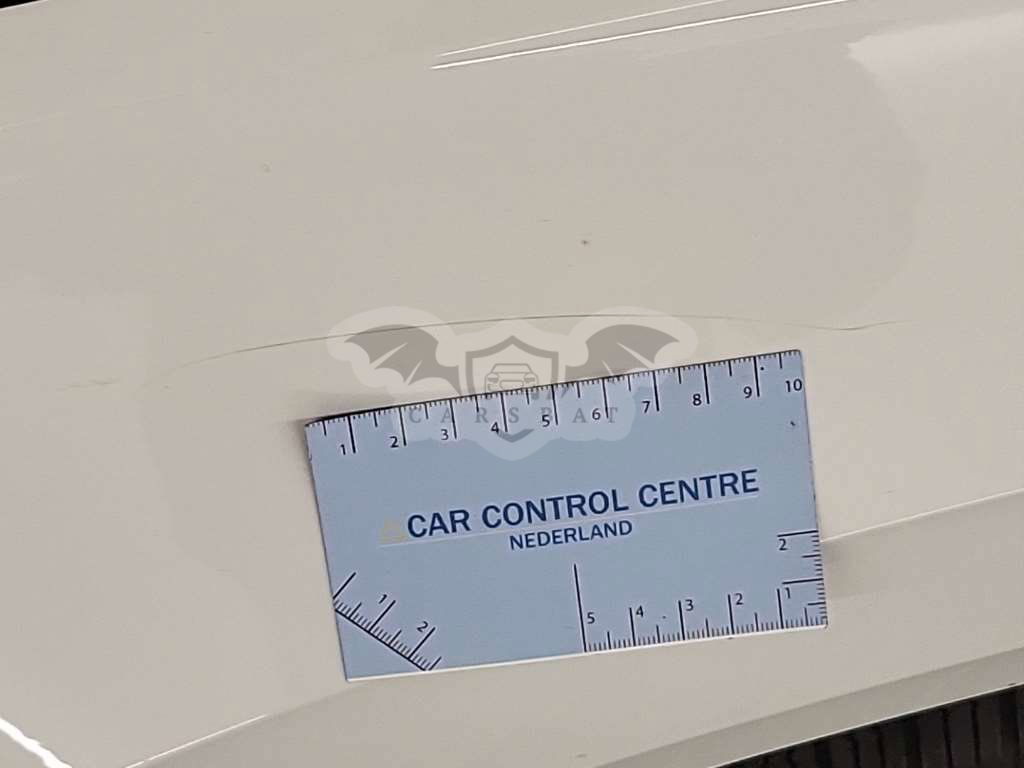 1 2 3 4 5 6 7 8 9 10
CARSBAT
CAR CONTROL CENTRE
NEDERLAND
2
1
1 2
5 4 3 2